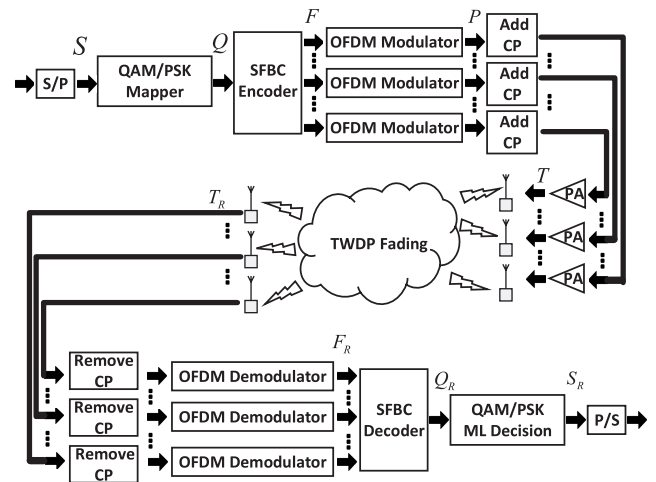 S
Q
F
P
S/P
QAM/PSK
Mapper
SFBC
Encoder
OFDM Modulator
OFDM Modulator
OFDM Modulator
Add
CP
Add
CP
Add
CP
T_R
TWDP Fading
T
PA
PA
PA
F_R
Q_R
S_R
Remove
CP
Remove
CP
Remove
CP
OFDM Demodulator
OFDM Demodulator
OFDM Demodulator
SFBC
Decoder
QAM/PSK
ML Decision
P/S